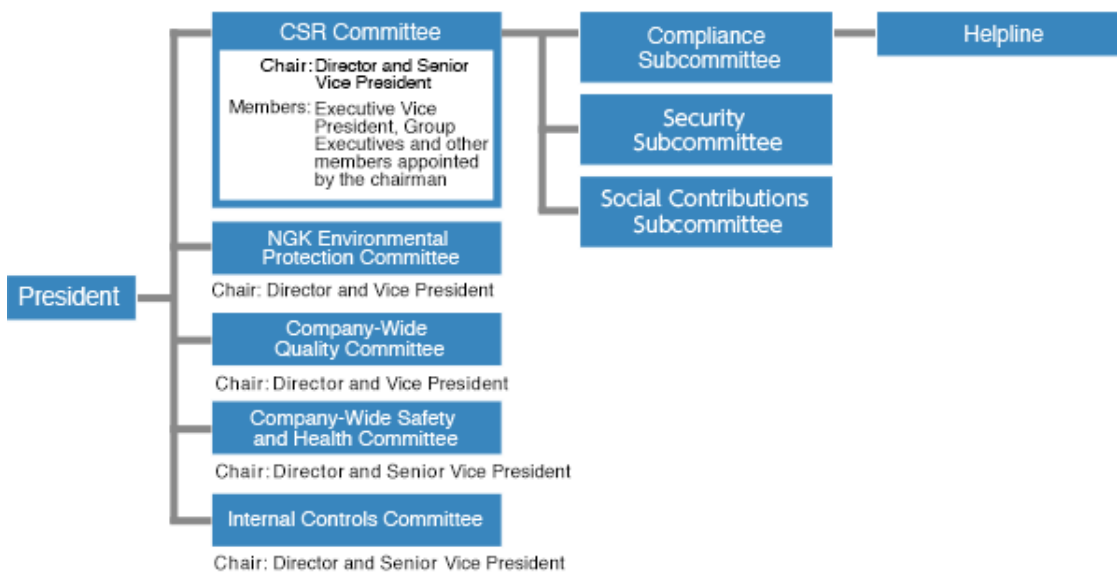 CSR Committee
Chair: Director and Senior
Vice President
Members: Executive Vice
President, Group
Executives and other
members appointed
by the chairman
Compliance
Subcommittee
Helpline
Security
Subcommittee
Social Contributions
Subcommittee
NGK Environmental
Protection Committee
Chair: Director and Vice President
President
Company-Wide
Quality Committee
Chair: Director and Vice President
Company-Wide Safety
and Health Committee
Chair: Director and Senior Vice President
Internal Controls Committee
Chair: Director and Senior Vice President